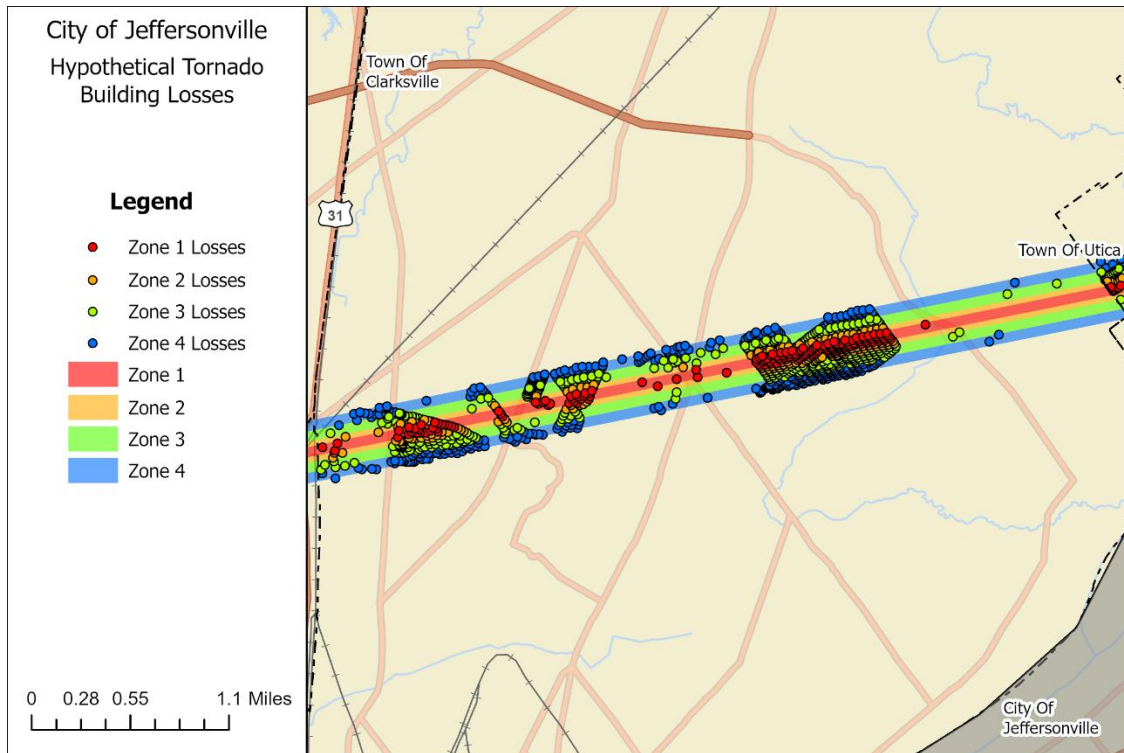 City of Jeffersonville
Hypothetical Tornado
Building Losses
Legend
Zone 1 Losses
Zone 2 Losses
Zone 3 Losses
Zone 4 Losses
Zone 1
Zone 2
Zone 3
Zone 4
0 0.28 0.55 1.1 Miles
Town Of
Clarksville
31
Town Of Utica
City Of
Jeffersonville